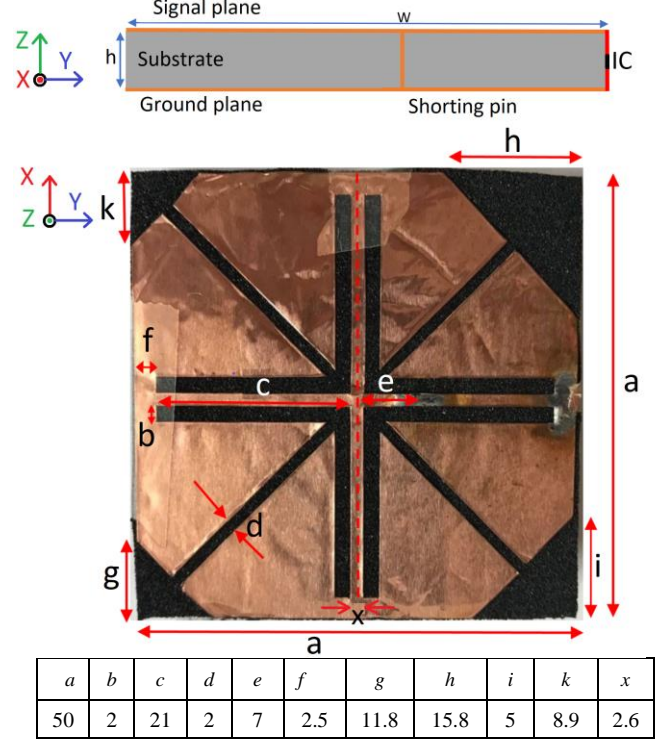 Signal plane
w
Z
h
Substrate
IC
X
Y
Ground plane
Shorting pin
h
X
Y
Z
k
f
c
e
a
b
d
g
i
x
a
a b c d e f g h i k x
50 2 21 2 7 2.5 11.8 15.8 5 8.9 2.6